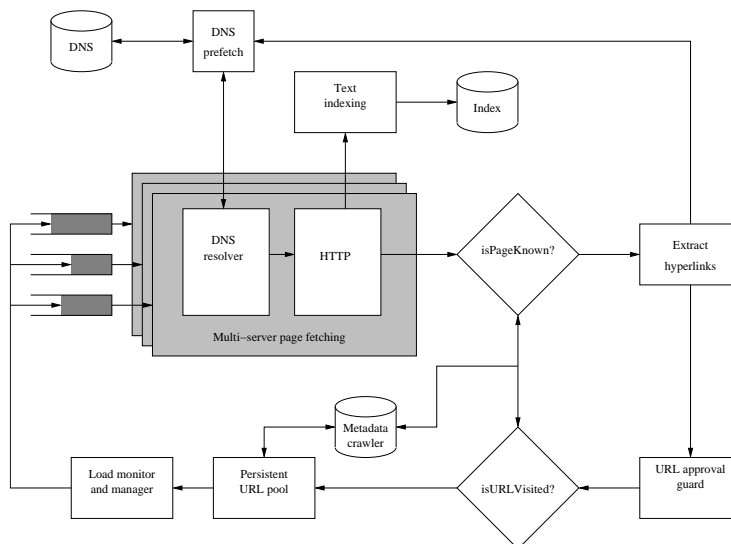 DNS
DNS
prefetch
Text
indexing
Index
DNS
resolver
HTTP
isPageKnown?
Extract
hyperlinks
Multi−server page fetching
Metadata
crawler
Load monitor
and manager
Persistent
URL pool
isURLVisited?
URL approval
guard